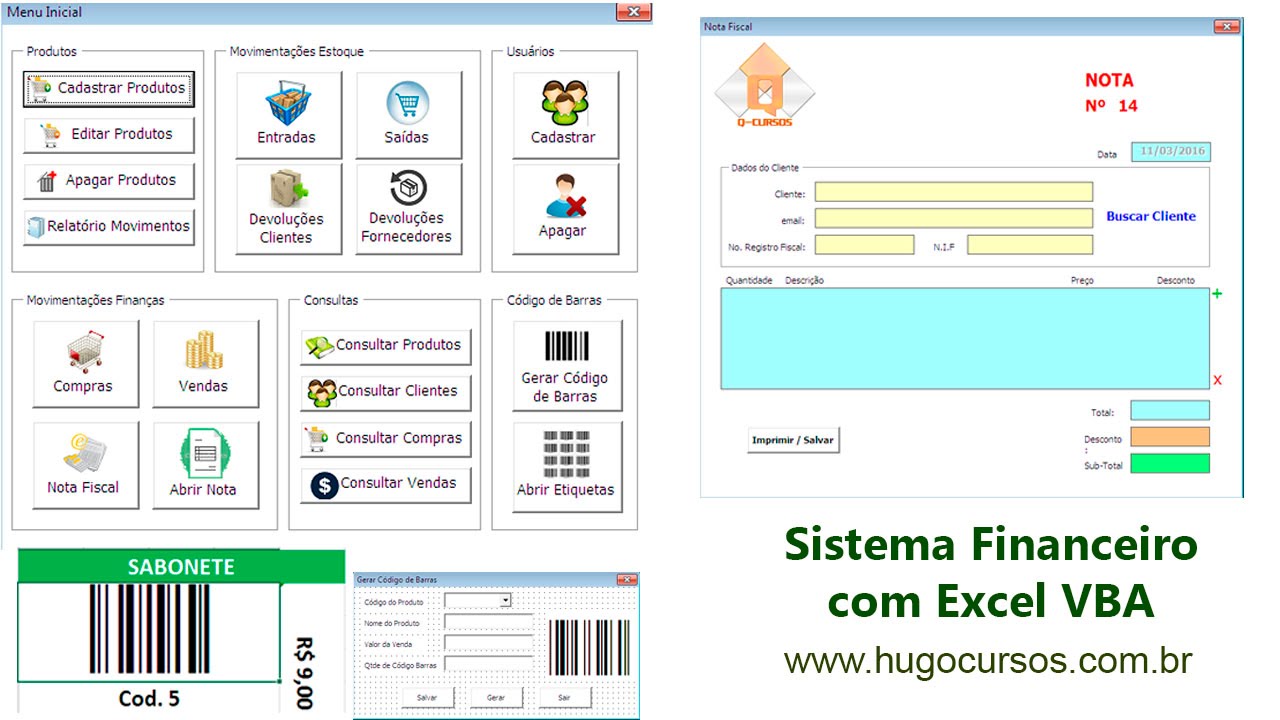 Menu Inicial
Produtos
Cadastrar Produtos
Editar Produtos
Apagar Produtos
Relatório Movimentos
Movimentações Estoque
Entradas
Saídas
Devoluções
Clientes
Devoluções
Fornecedores
Usuários
Cadastrar
Apagar
Movimentações Finanças
Compras
Vendas
Nota Fiscal
Abrir Nota
Consultas
Consultar Produtos
Consultar Clientes
Consultar Compras
Consultar Vendas
Código de Barras
Gerar Código
de Barras
Abrir Etiquetas
SABONETE
Cod. 5
R$ 9,00
Gerar Código de Barras
Código do Produto
Nome do Produto
Valor da Venda
Qtde de Código Barras
Salvar
Gerar
Sair
Nota Fiscal
Q-CURSOS
NOTA
Nº 14
Data 11/03/2016
Dados do Cliente
Cliente:
email:
Buscar Cliente
No. Registro Fiscal: N.I.F
Quantidade Descrição Preço Desconto
+
X
Total:
Desconto
:
Sub-Total
Imprimir / Salvar
Sistema Financeiro
com Excel VBA
www.hugocursos.com.br